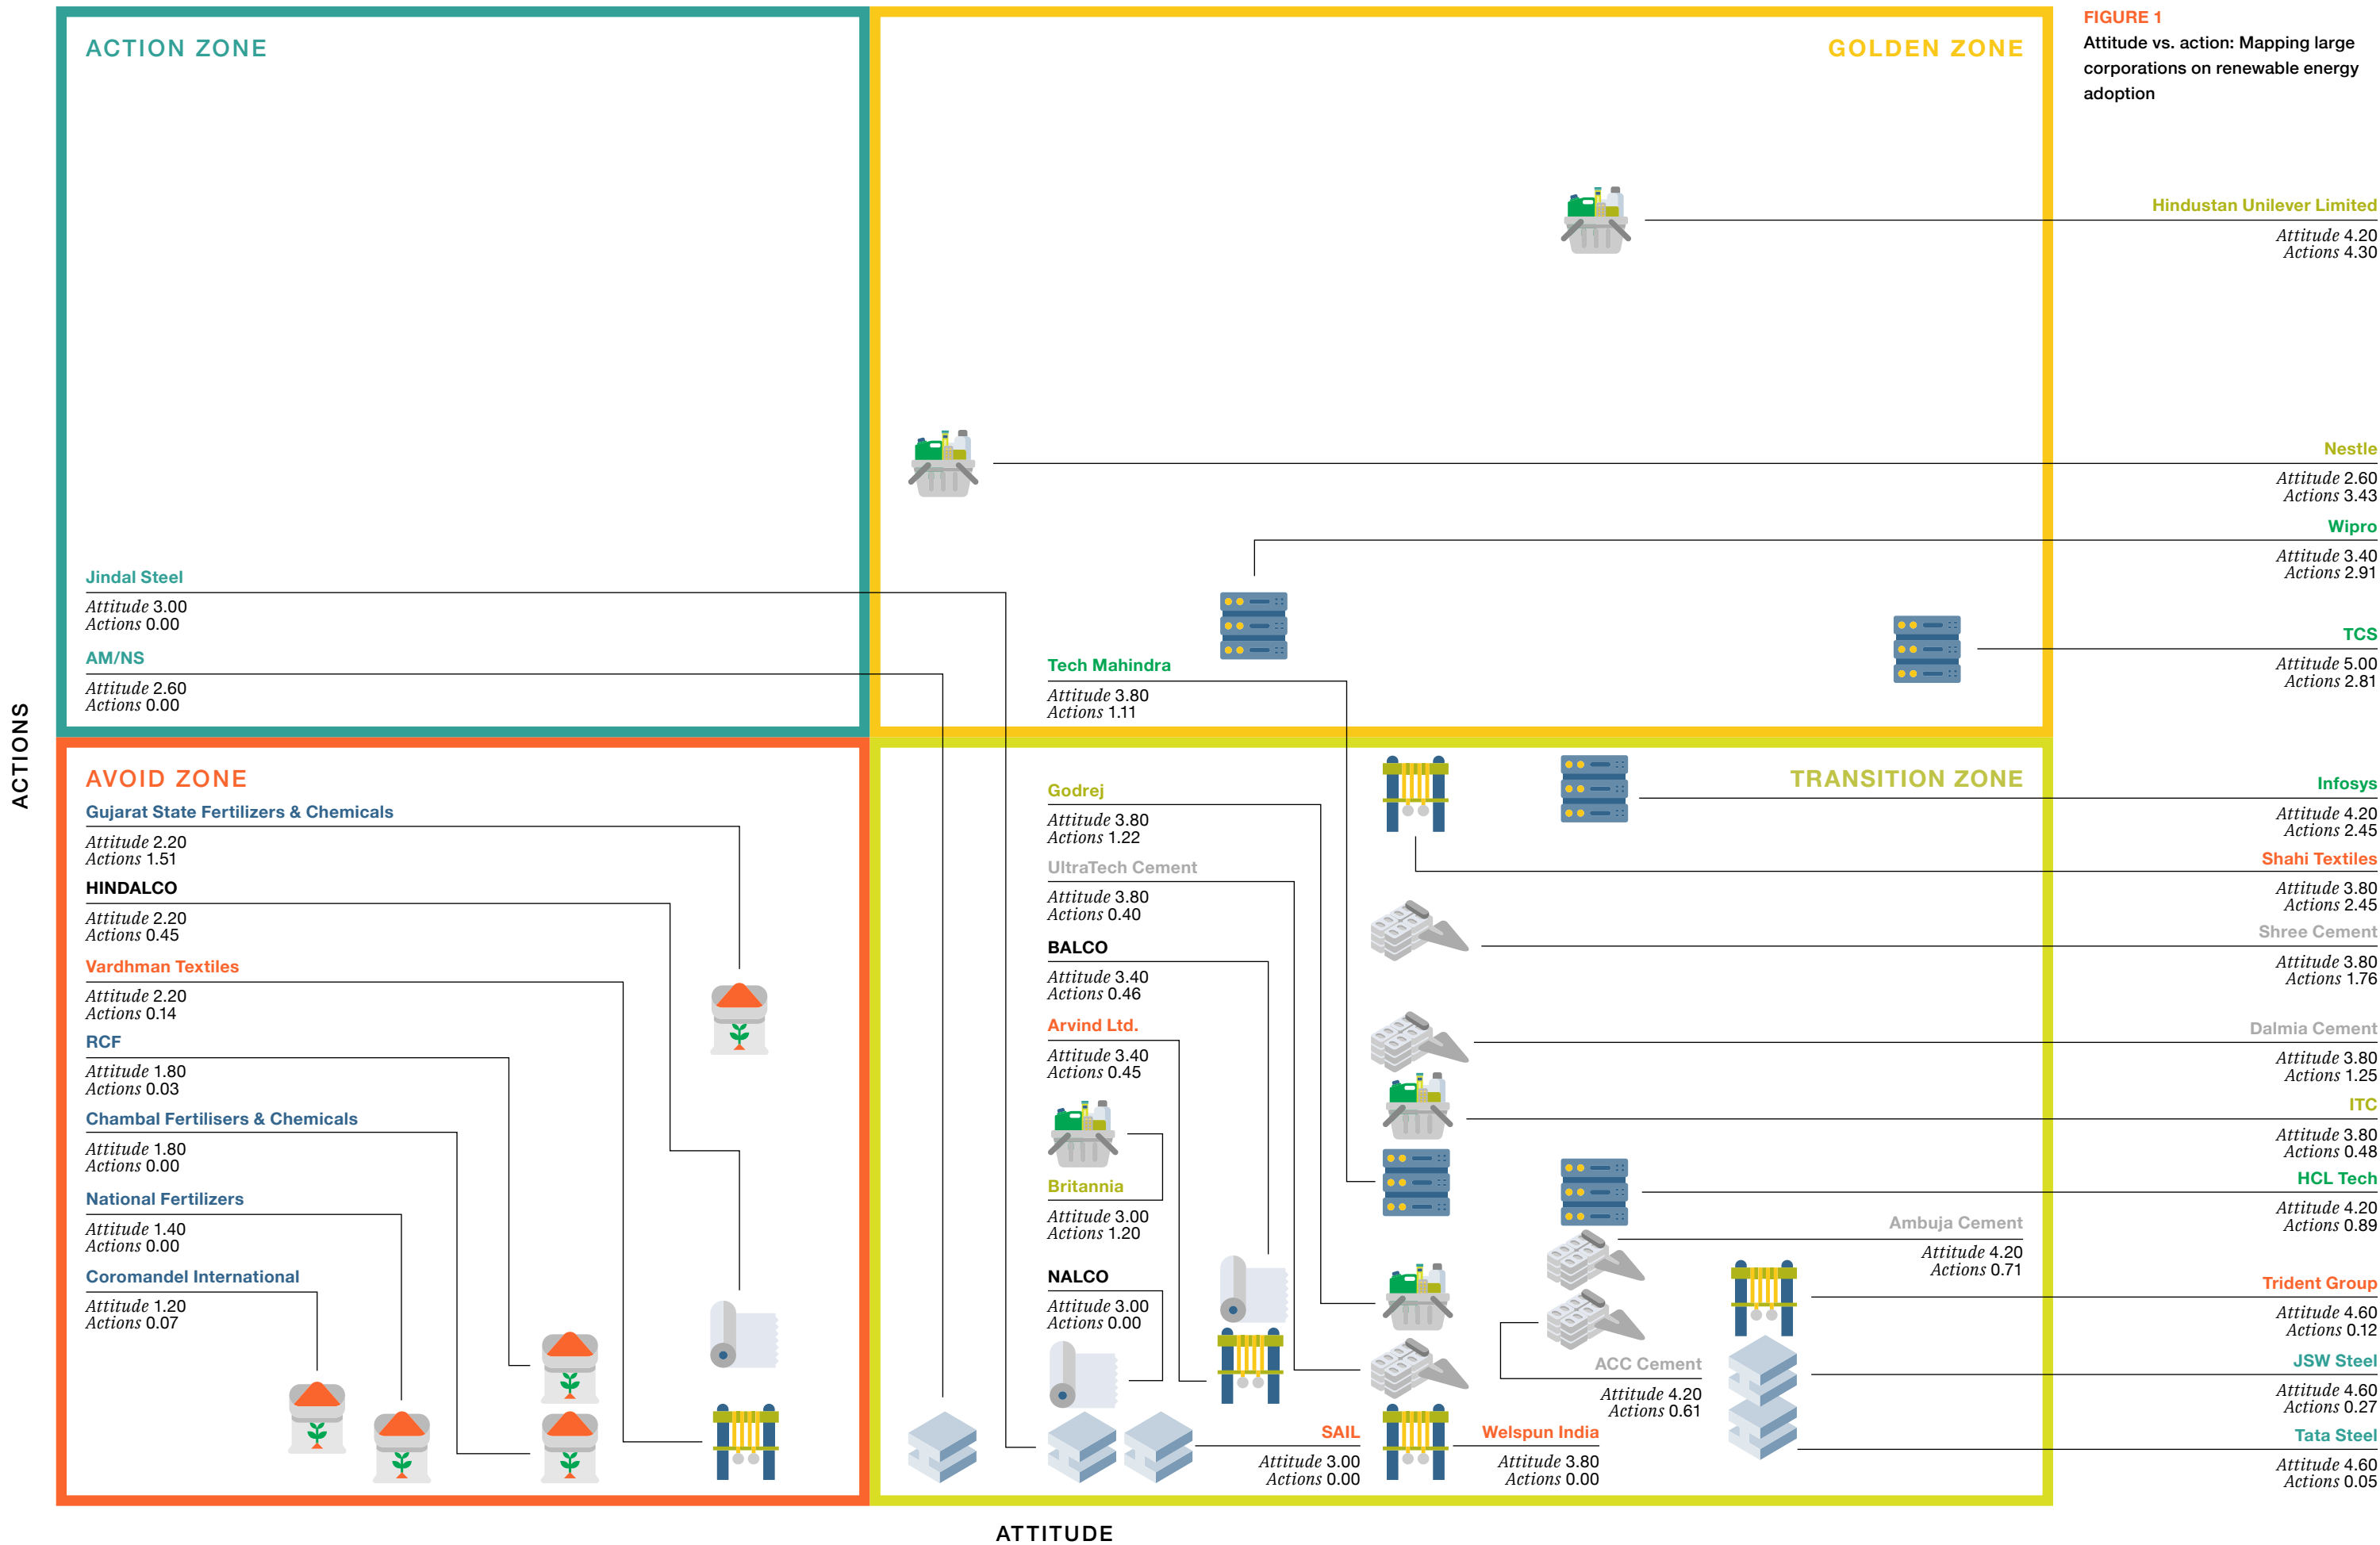 FIGURE 1
Attitude vs. action: Mapping large
corporations on renewable energy
adoption
ACTION ZONE
GOLDEN ZONE
Hindustan Unilever Limited
Attitude 4.20
Actions 4.30
Nestle
Attitude 2.60
Actions 3.43
Wipro
Attitude 3.40
Actions 2.91
TCS
Attitude 5.00
Actions 2.81
Jindal Steel
Attitude 3.00
Actions 0.00
AM/NS
Attitude 2.60
Actions 0.00
Tech Mahindra
Attitude 3.80
Actions 1.11
ACTIONS
AVOID ZONE
Gujarat State Fertilizers & Chemicals
Attitude 2.20
Actions 1.51
HINDALCO
Attitude 2.20
Actions 0.45
Vardhman Textiles
Attitude 2.20
Actions 0.14
RCF
Attitude 1.80
Actions 0.03
Chambal Fertilisers & Chemicals
Attitude 1.80
Actions 0.00
National Fertilizers
Attitude 1.40
Actions 0.00
Coromandel International
Attitude 1.20
Actions 0.07
TRANSITION ZONE
Godrej
Attitude 3.80
Actions 1.22
UltraTech Cement
Attitude 3.80
Actions 0.40
BALCO
Attitude 3.40
Actions 0.46
Arvind Ltd.
Attitude 3.40
Actions 0.45
Britannia
Attitude 3.00
Actions 1.20
NALCO
Attitude 3.00
Actions 0.00
SAIL
Attitude 3.00
Actions 0.00
Welspun India
Attitude 3.80
Actions 0.00
ACC Cement
Attitude 4.20
Actions 0.61
Ambuja Cement
Attitude 4.20
Actions 0.71
Infosys
Attitude 4.20
Actions 2.45
Shahi Textiles
Attitude 3.80
Actions 2.45
Shree Cement
Attitude 3.80
Actions 1.76
Dalmia Cement
Attitude 3.80
Actions 1.25
ITC
Attitude 3.80
Actions 0.48
HCL Tech
Attitude 4.20
Actions 0.89
Trident Group
Attitude 4.60
Actions 0.12
JSW Steel
Attitude 4.60
Actions 0.27
Tata Steel
Attitude 4.60
Actions 0.05
ATTITUDE